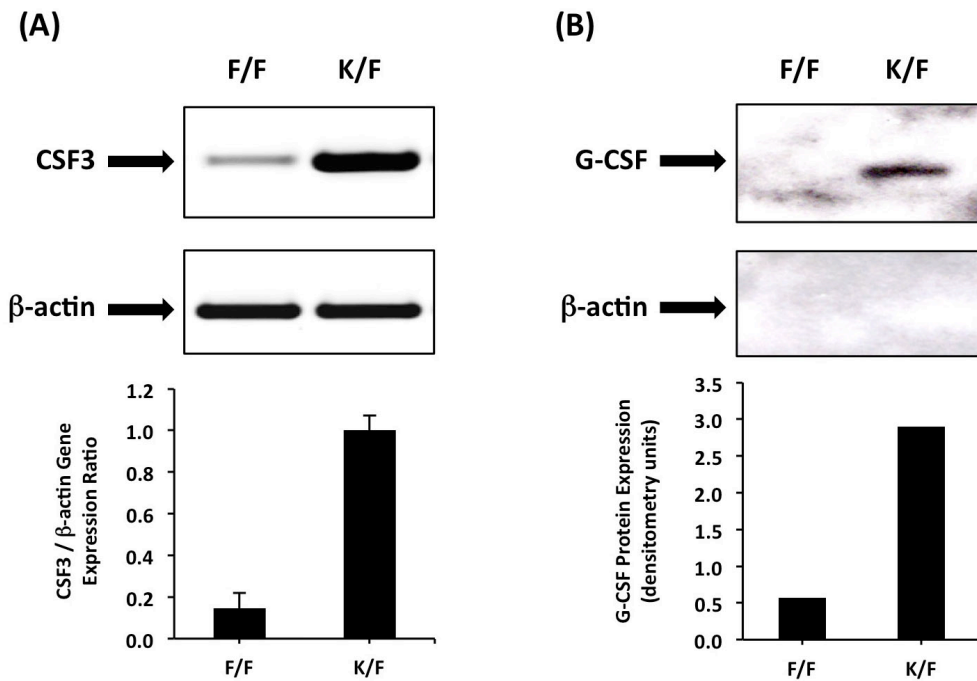 (A)
F/F K/F
CSF3
β-actin
CSF3 / β-actin Gene
Expression Ratio
1.2
1.0
0.8
0.6
0.4
0.2
0.0
F/F K/F
(B)
F/F K/F
G-CSF
β-actin
G-CSF Protein Expression
(densitometry units)
3.5
3.0
2.5
2.0
1.5
1.0
0.5
0.0
F/F K/F